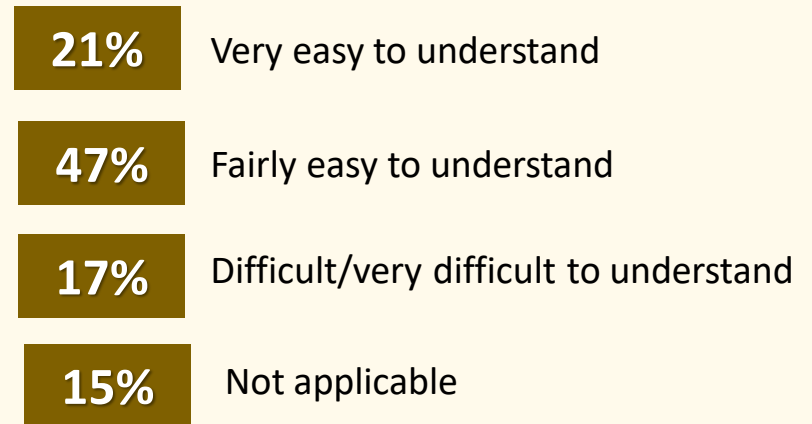 21% Very easy to understand
47% Fairly easy to understand
17% Difficult/very difficult to understand
15% Not applicable